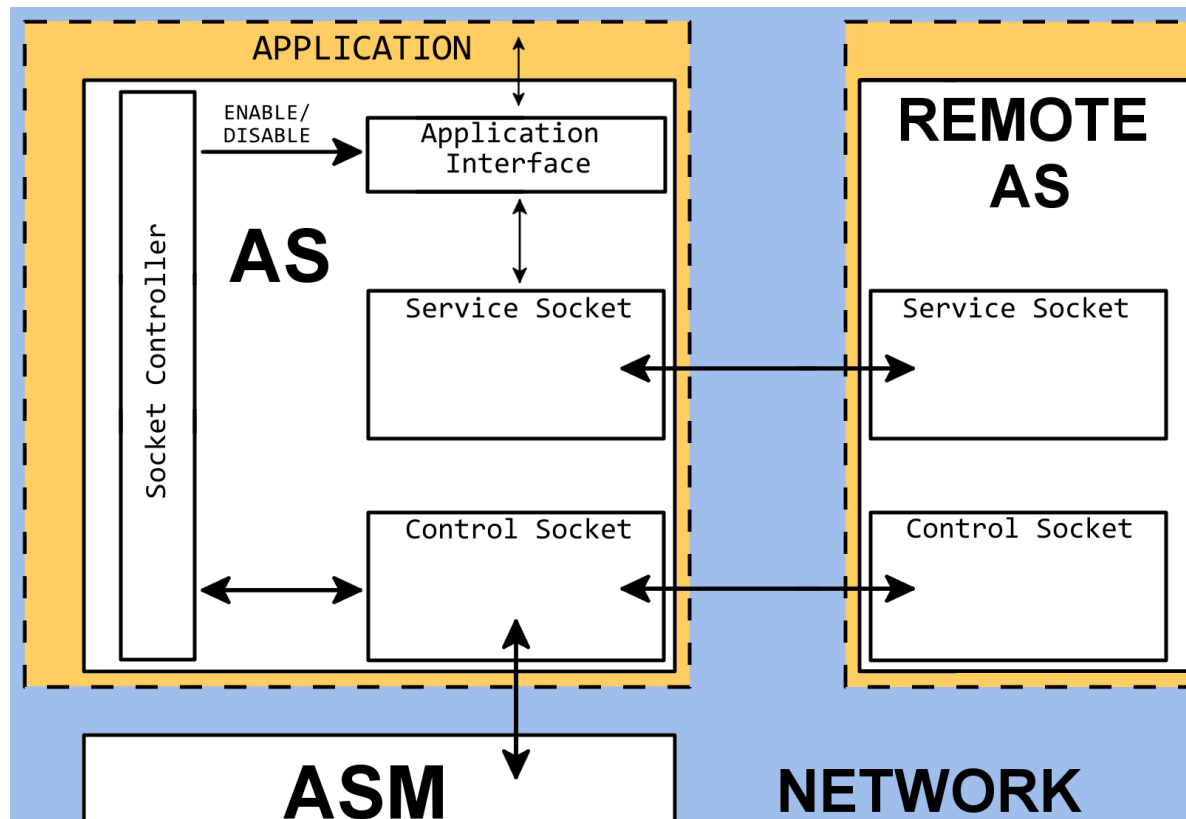 APPLICATION
ENABLE/
DISABLE
Application
Interface
AS
Socket Controller
Service Socket
Control Socket
REMOTE
AS
Service Socket
Control Socket
ASM
NETWORK